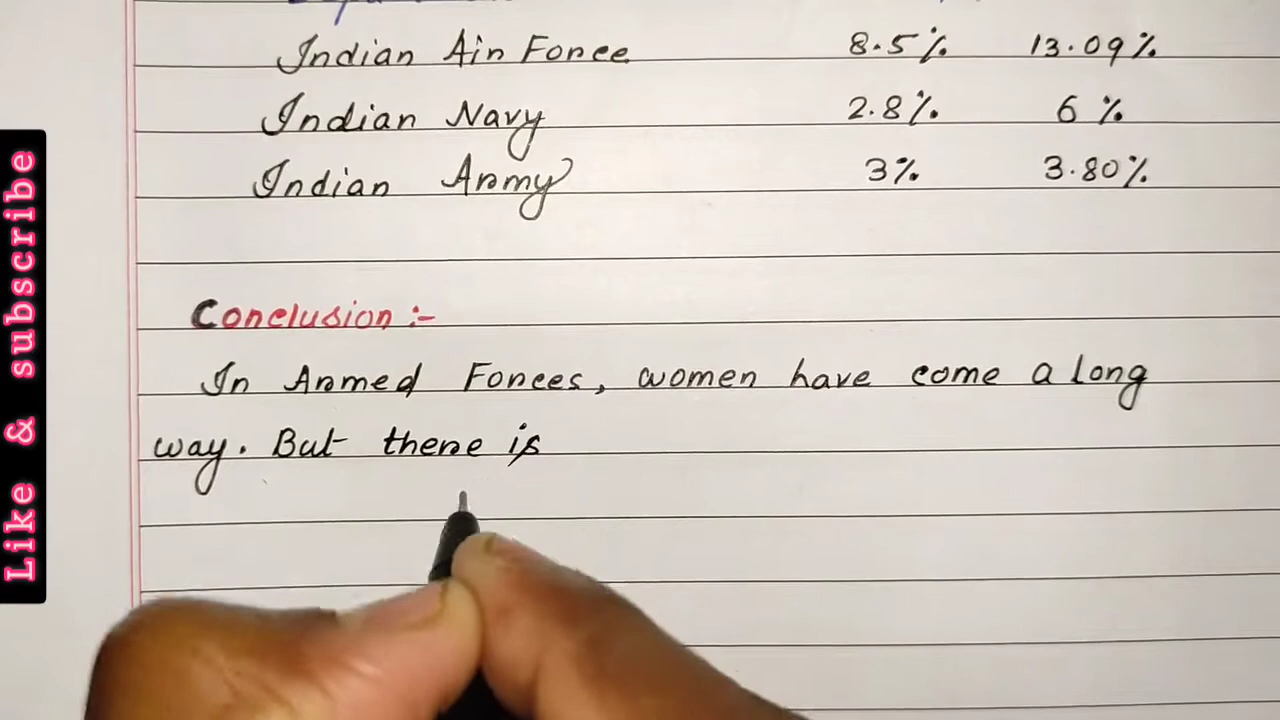 Indian Air Force 8.5% 13.09%
Indian Navy 2.8% 6%
Indian Army 3% 3.80%
Conclusion :-
In Armed Forces, women have come a long
way. But there is
Like & subscribe